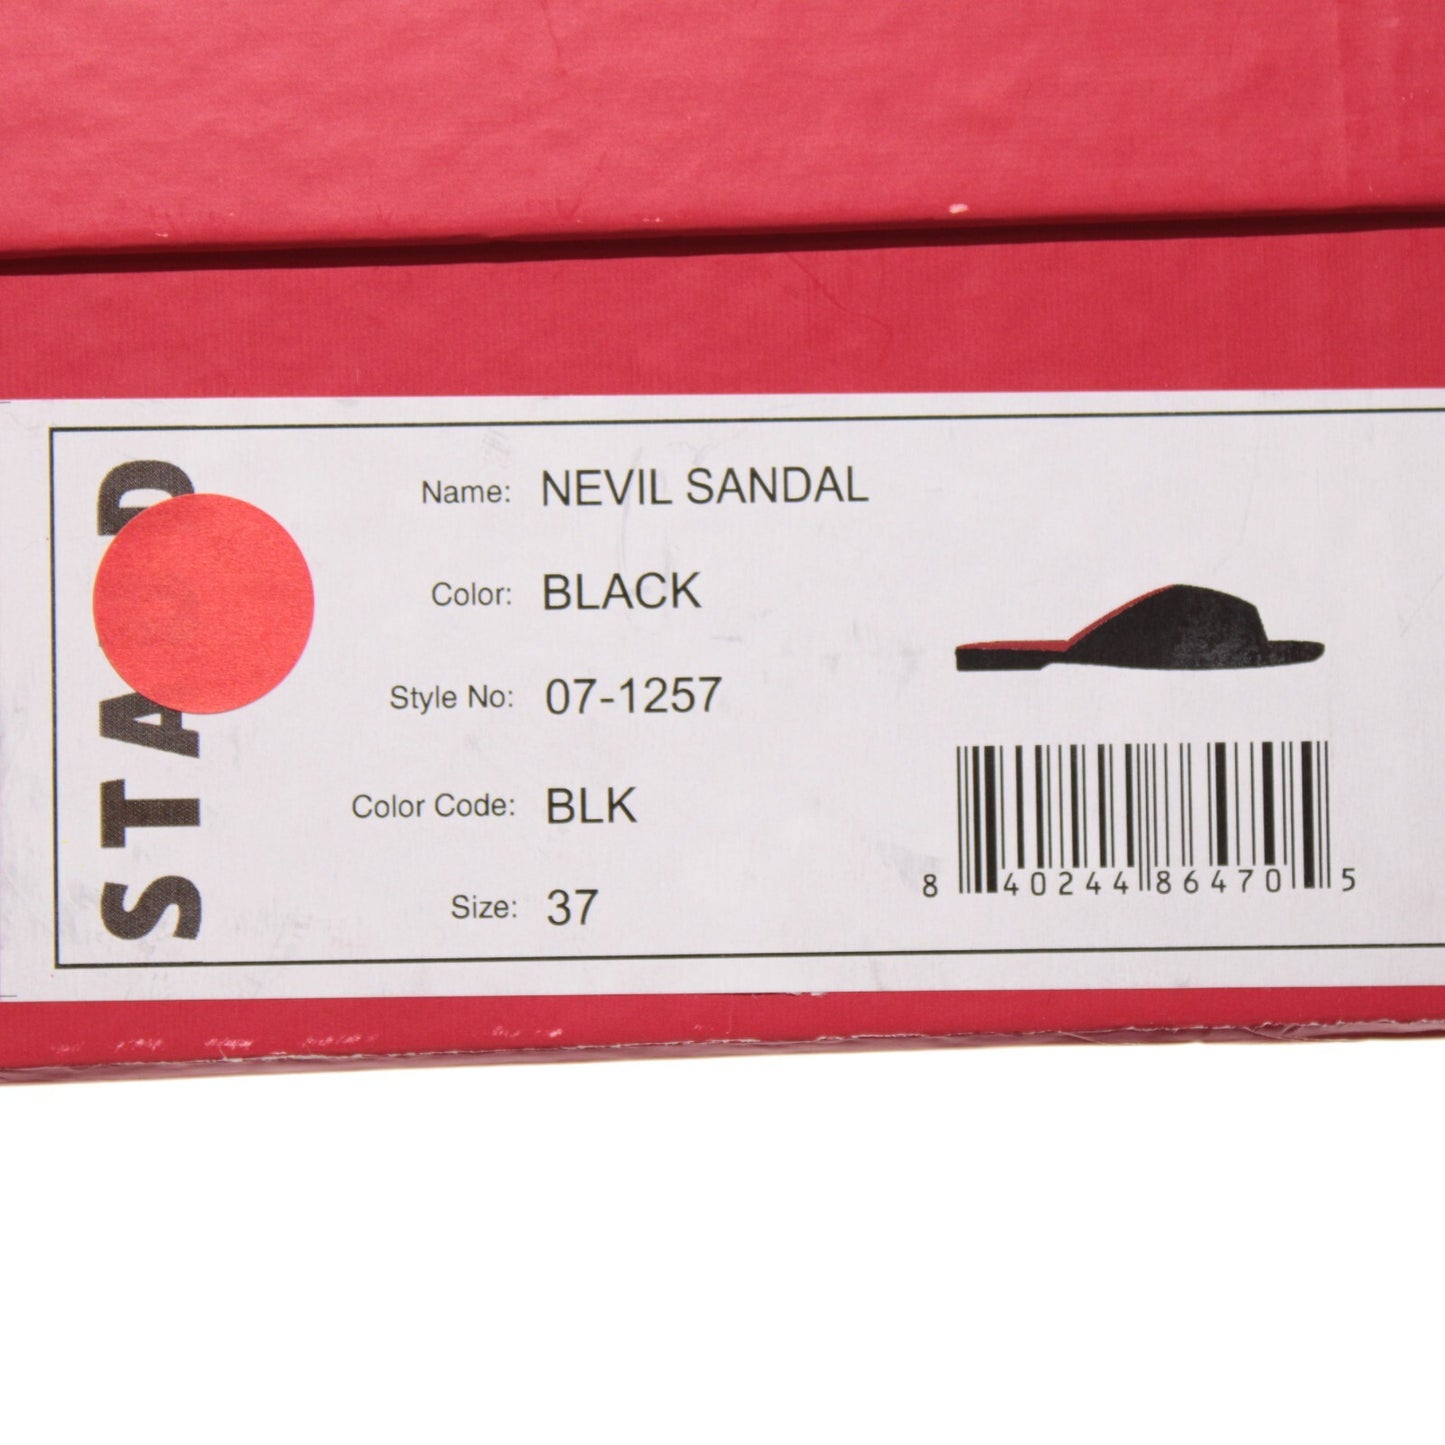 Name: NEVIL SANDAL
Color: BLACK
Style No: 07-1257
Color Code: BLK
Size: 37
8 40244 86470 5